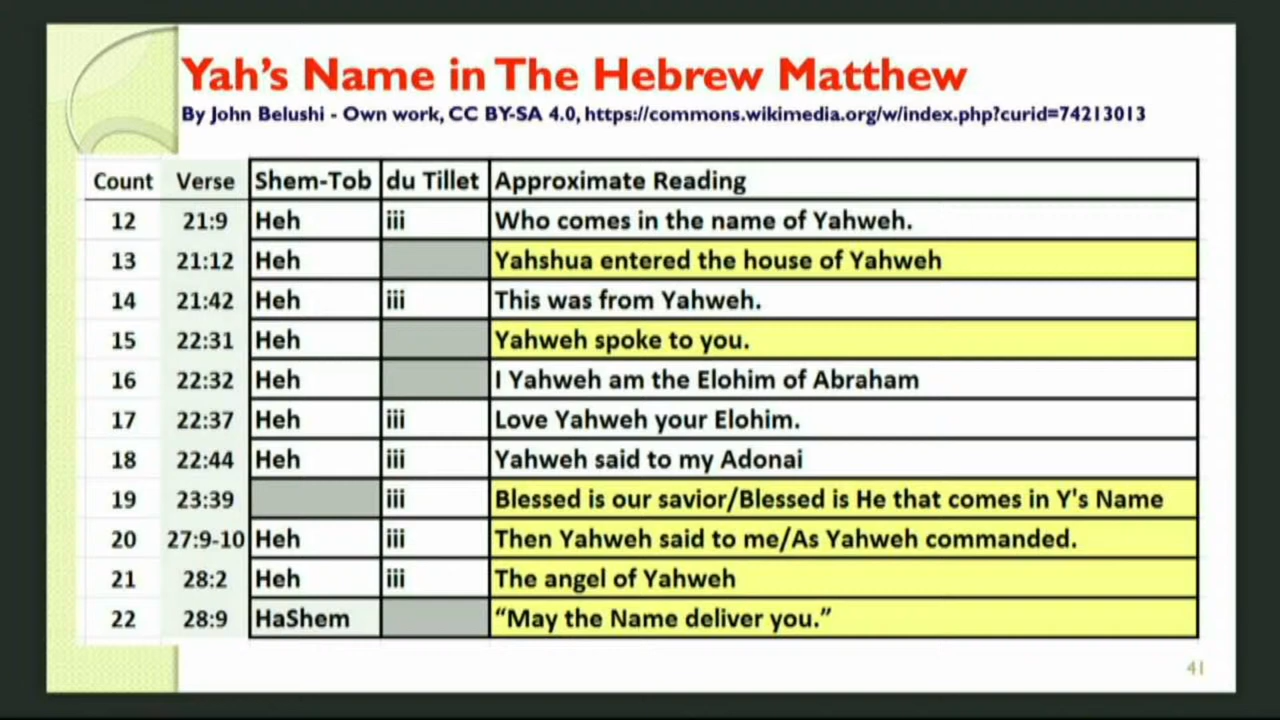 Yah's Name in The Hebrew Matthew
By John Belushi - Own work, CC BY-SA 4.0, https://commons.wikimedia.org/w/index.php?curid=74213013
Count Verse Shem-Tob du Tillet Approximate Reading
12 21:9 Heh iii Who comes in the name of Yahweh.
13 21:12 Heh Yahshua entered the house of Yahweh
14 21:42 Heh iii This was from Yahweh.
15 22:31 Heh Yahweh spoke to you.
16 22:32 Heh I Yahweh am the Elohim of Abraham
17 22:37 Heh iii Love Yahweh your Elohim.
18 22:44 Heh iii Yahweh said to my Adonai
19 23:39 iii Blessed is our savior/Blessed is He that comes in Y's Name
20 27:9-10 Heh iii Then Yahweh said to me/As Yahweh commanded.
21 28:2 Heh iii The angel of Yahweh
22 28:9 HaShem “May the Name deliver you.”
41